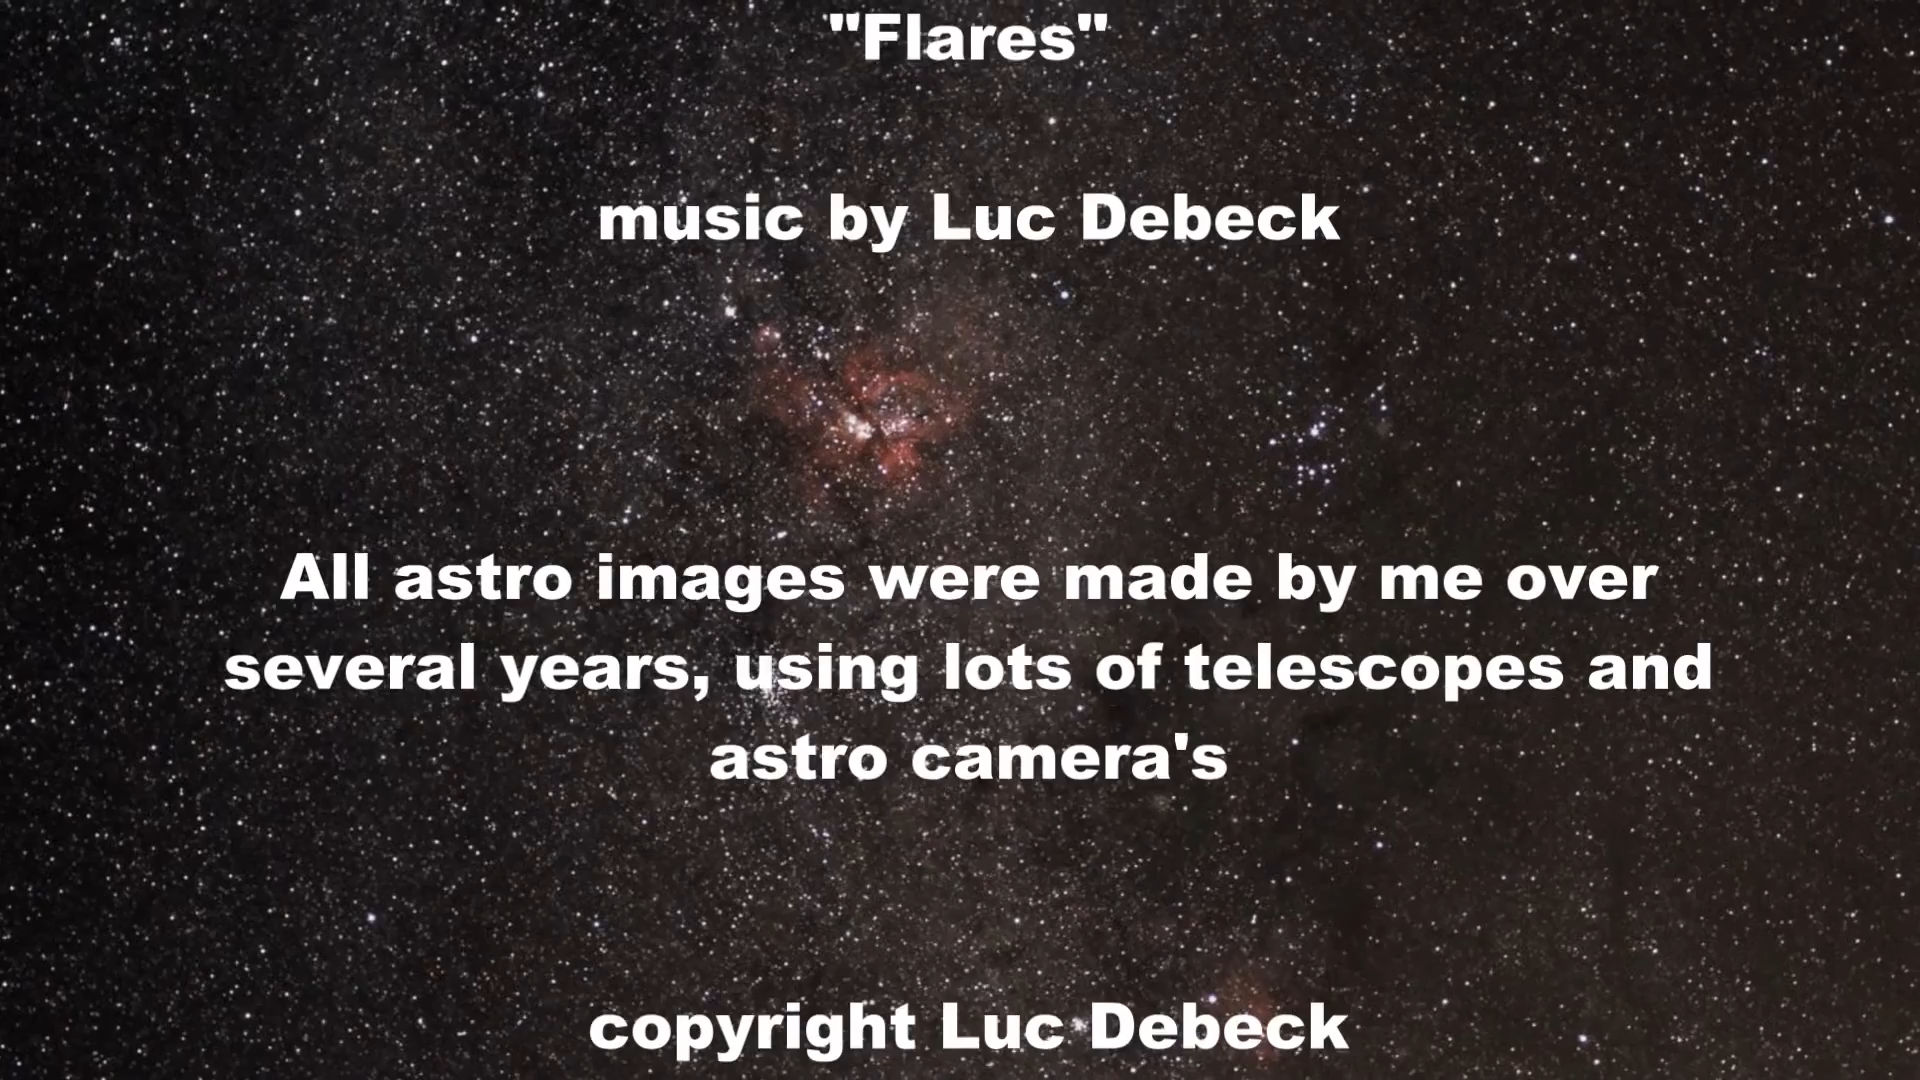 "Flares"
music by Luc Debeck
All astro images were made by me over
several years, using lots of telescopes and
astro camera's
copyright Luc Debeck